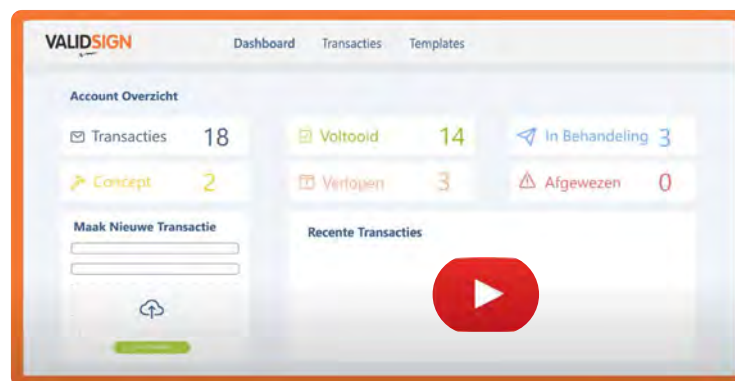 VALIDSIGN Dashboard Transacties Templates
Account Overzicht
Transacties 18 Voltooid 14 In Behandeling 3
Concept 2 Verlopen 3 Afgewezen 0
Maak Nieuwe Transactie
Recente Transacties